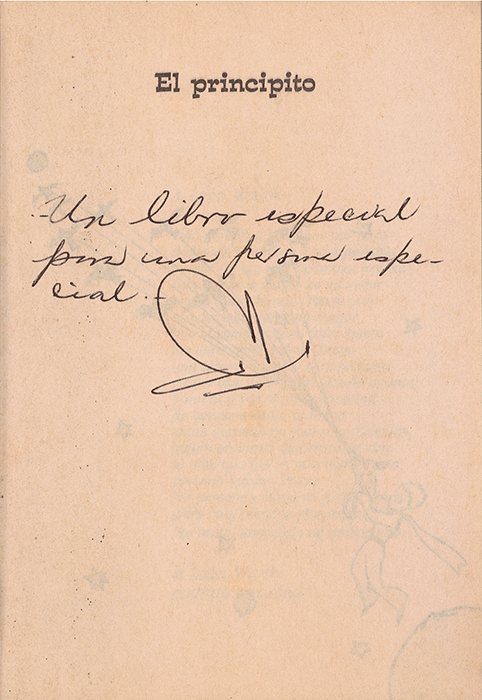 El principito
-Un libro especial
para una persona espe-
cial.-